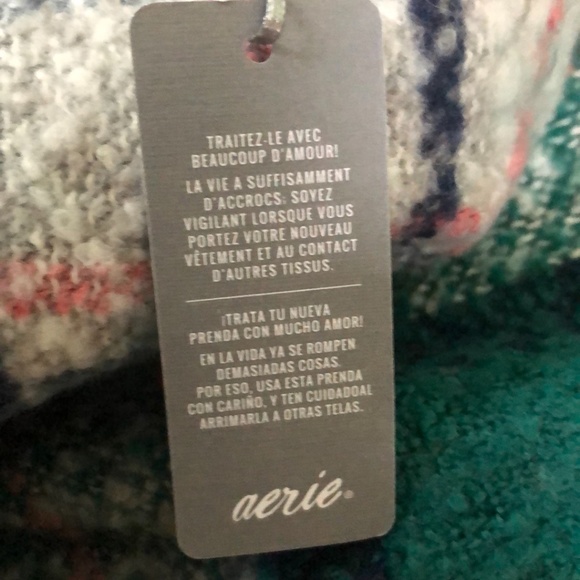 TRAITEZ-LE AVEC
BEAUCOUP D'AMOUR!
LA VIE A SUFFISAMMENT
D'ACCROCS; SOYEZ
VIGILANT LORSQUE VOUS
PORTEZ VOTRE NOUVEAU
VÊTEMENT ET AU CONTACT
D'AUTRES TISSUS.
¡TRATA TU NUEVA
PRENDA CON MUCHO AMOR!
EN LA VIDA YA SE ROMPEN
DEMASIADAS COSAS.
POR ESO, USA ESTA PRENDA
CON CARIÑO, Y TEN CUIDADOAL
ARRIMARLA A OTRAS TELAS.
aerie®